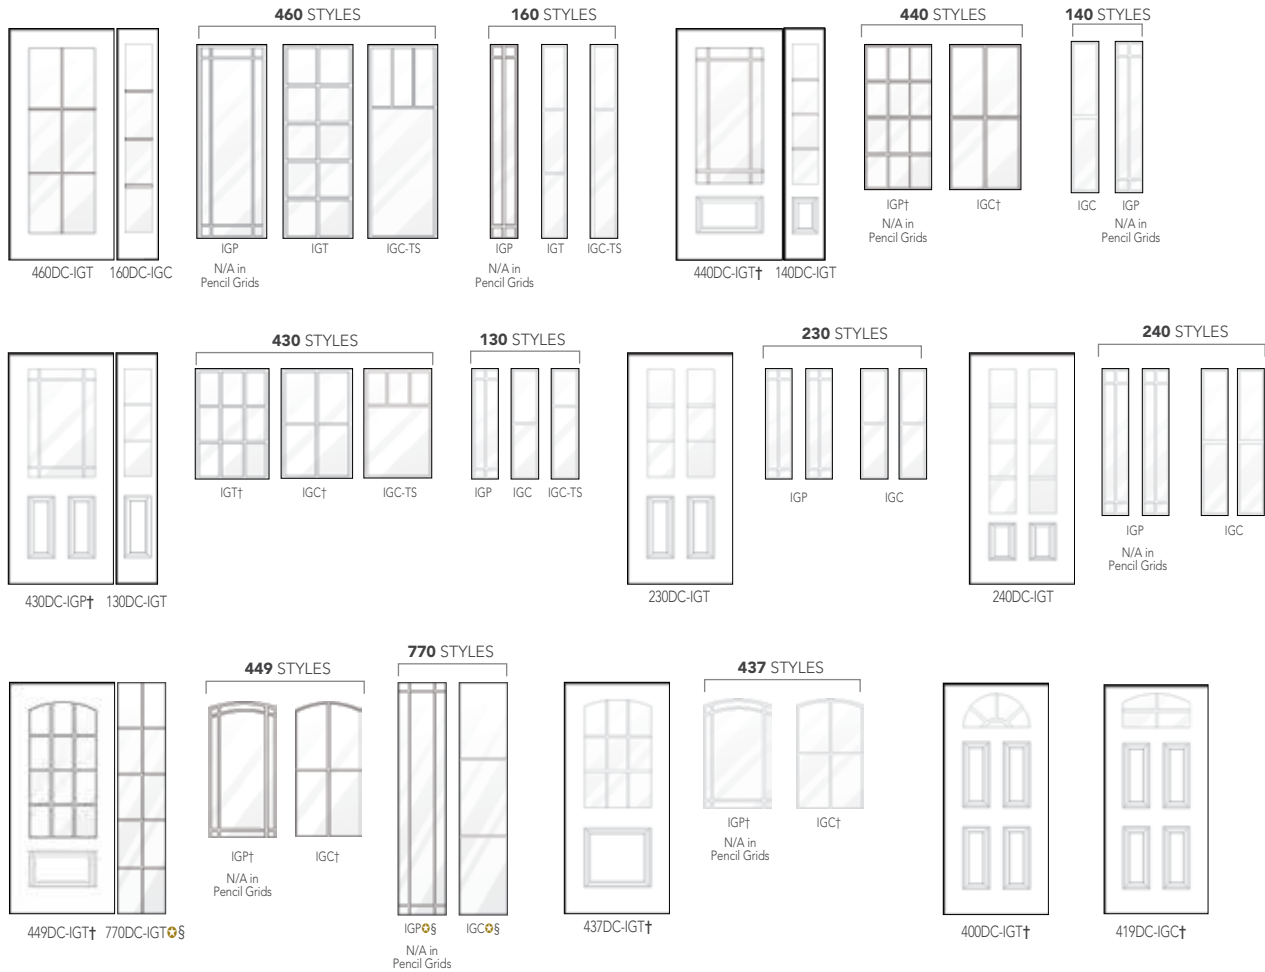 460 STYLES
160 STYLES
440 STYLES
140 STYLES
460DC-IGT
160DC-IGC
IGP
N/A in
Pencil Grids
IGT
IGC-TS
IGP
N/A in
Pencil Grids
IGT
IGC-TS
440DC-IGT†
140DC-IGT
IGP†
N/A in
Pencil Grids
IGC†
IGC
IGP
N/A in
Pencil Grids
430 STYLES
130 STYLES
230 STYLES
240 STYLES
430DC-IGP†
130DC-IGT
IGT†
IGC†
IGC-TS
IGP
IGC
IGC-TS
230DC-IGT
IGP
IGC
240DC-IGT
IGP
N/A in
Pencil Grids
IGC
449 STYLES
770 STYLES
437 STYLES
449DC-IGT†
770DC-IGT✪§
IGP†
N/A in
Pencil Grids
IGC†
IGP✪§
N/A in
Pencil Grids
IGC✪§
437DC-IGT†
IGP†
N/A in
Pencil Grids
IGC†
400DC-IGT†
419DC-IGC†